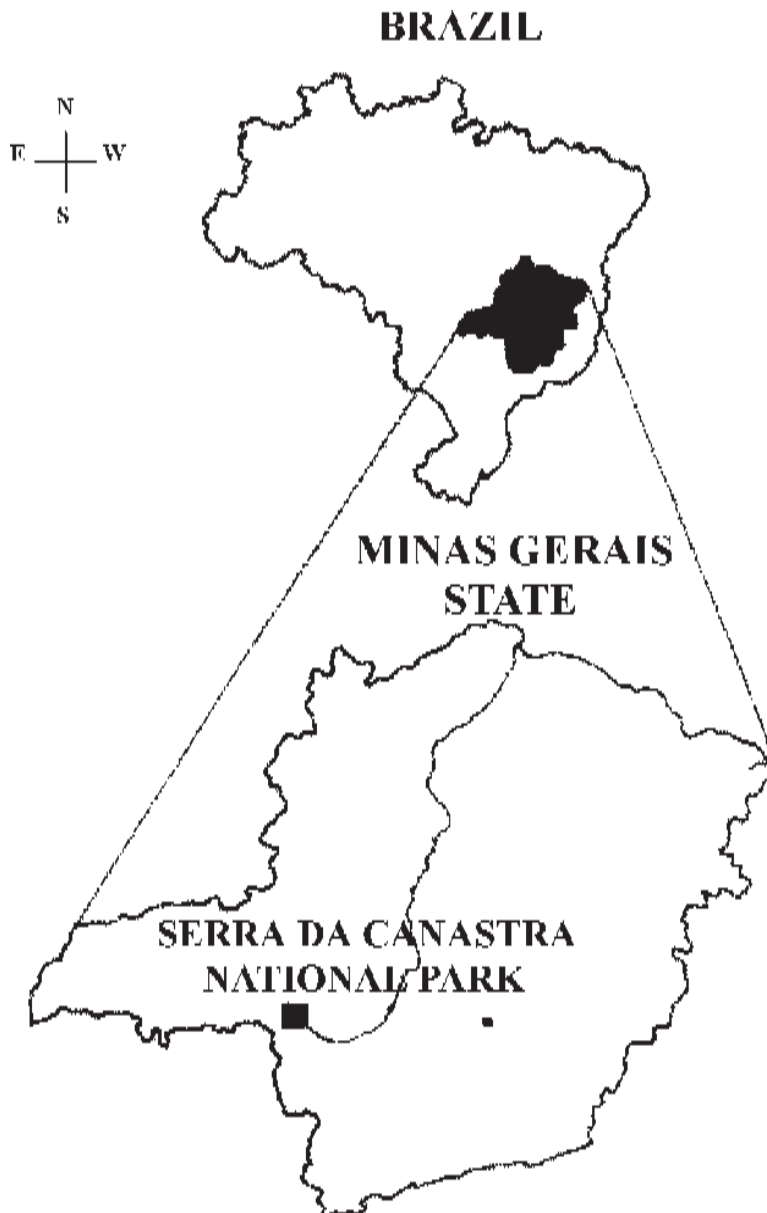 BRAZIL
N
E W
S
MINAS GERAIS
STATE
SERRA DA CANASTRA
NATIONAL PARK